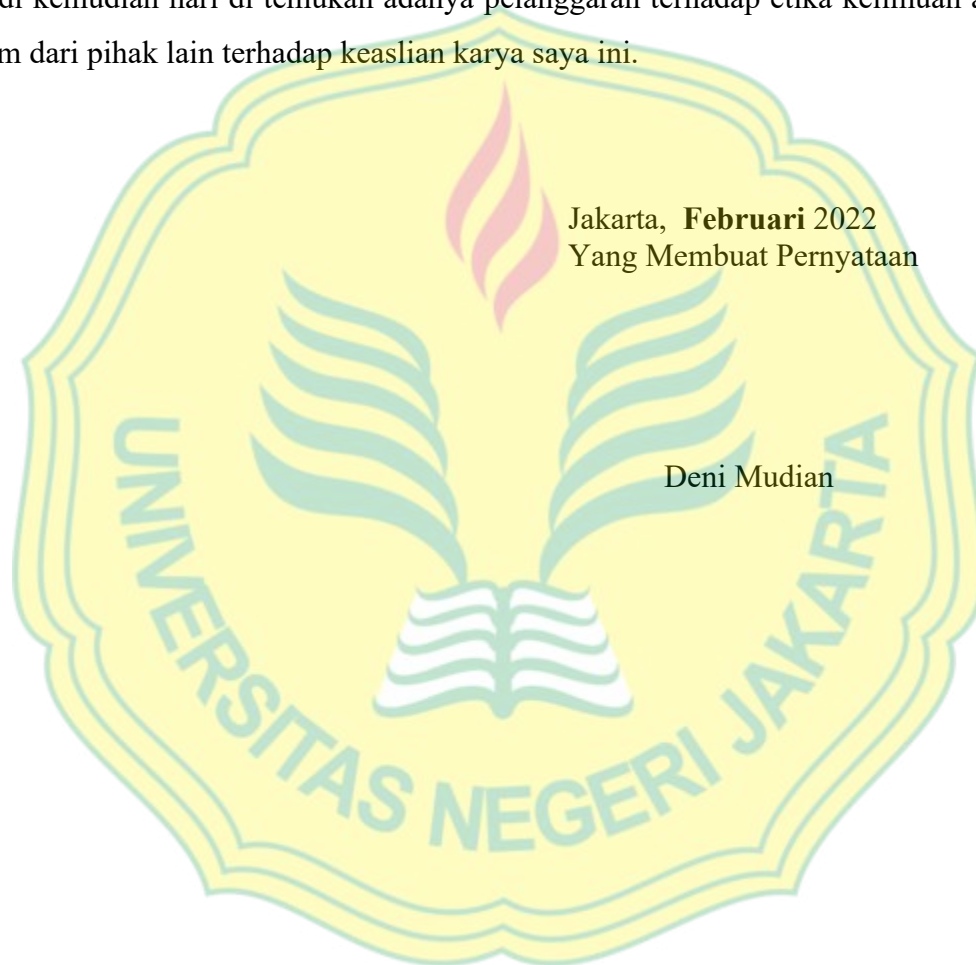 di kemudian hari di temukan adanya pelanggaran terhadap etika keilmuan a
m dari pihak lain terhadap keaslian karya saya ini.
Jakarta, Februari 2022
Yang Membuat Pernyataan
Deni Mudian
UNIVERSITAS NEGERI JAKARTA